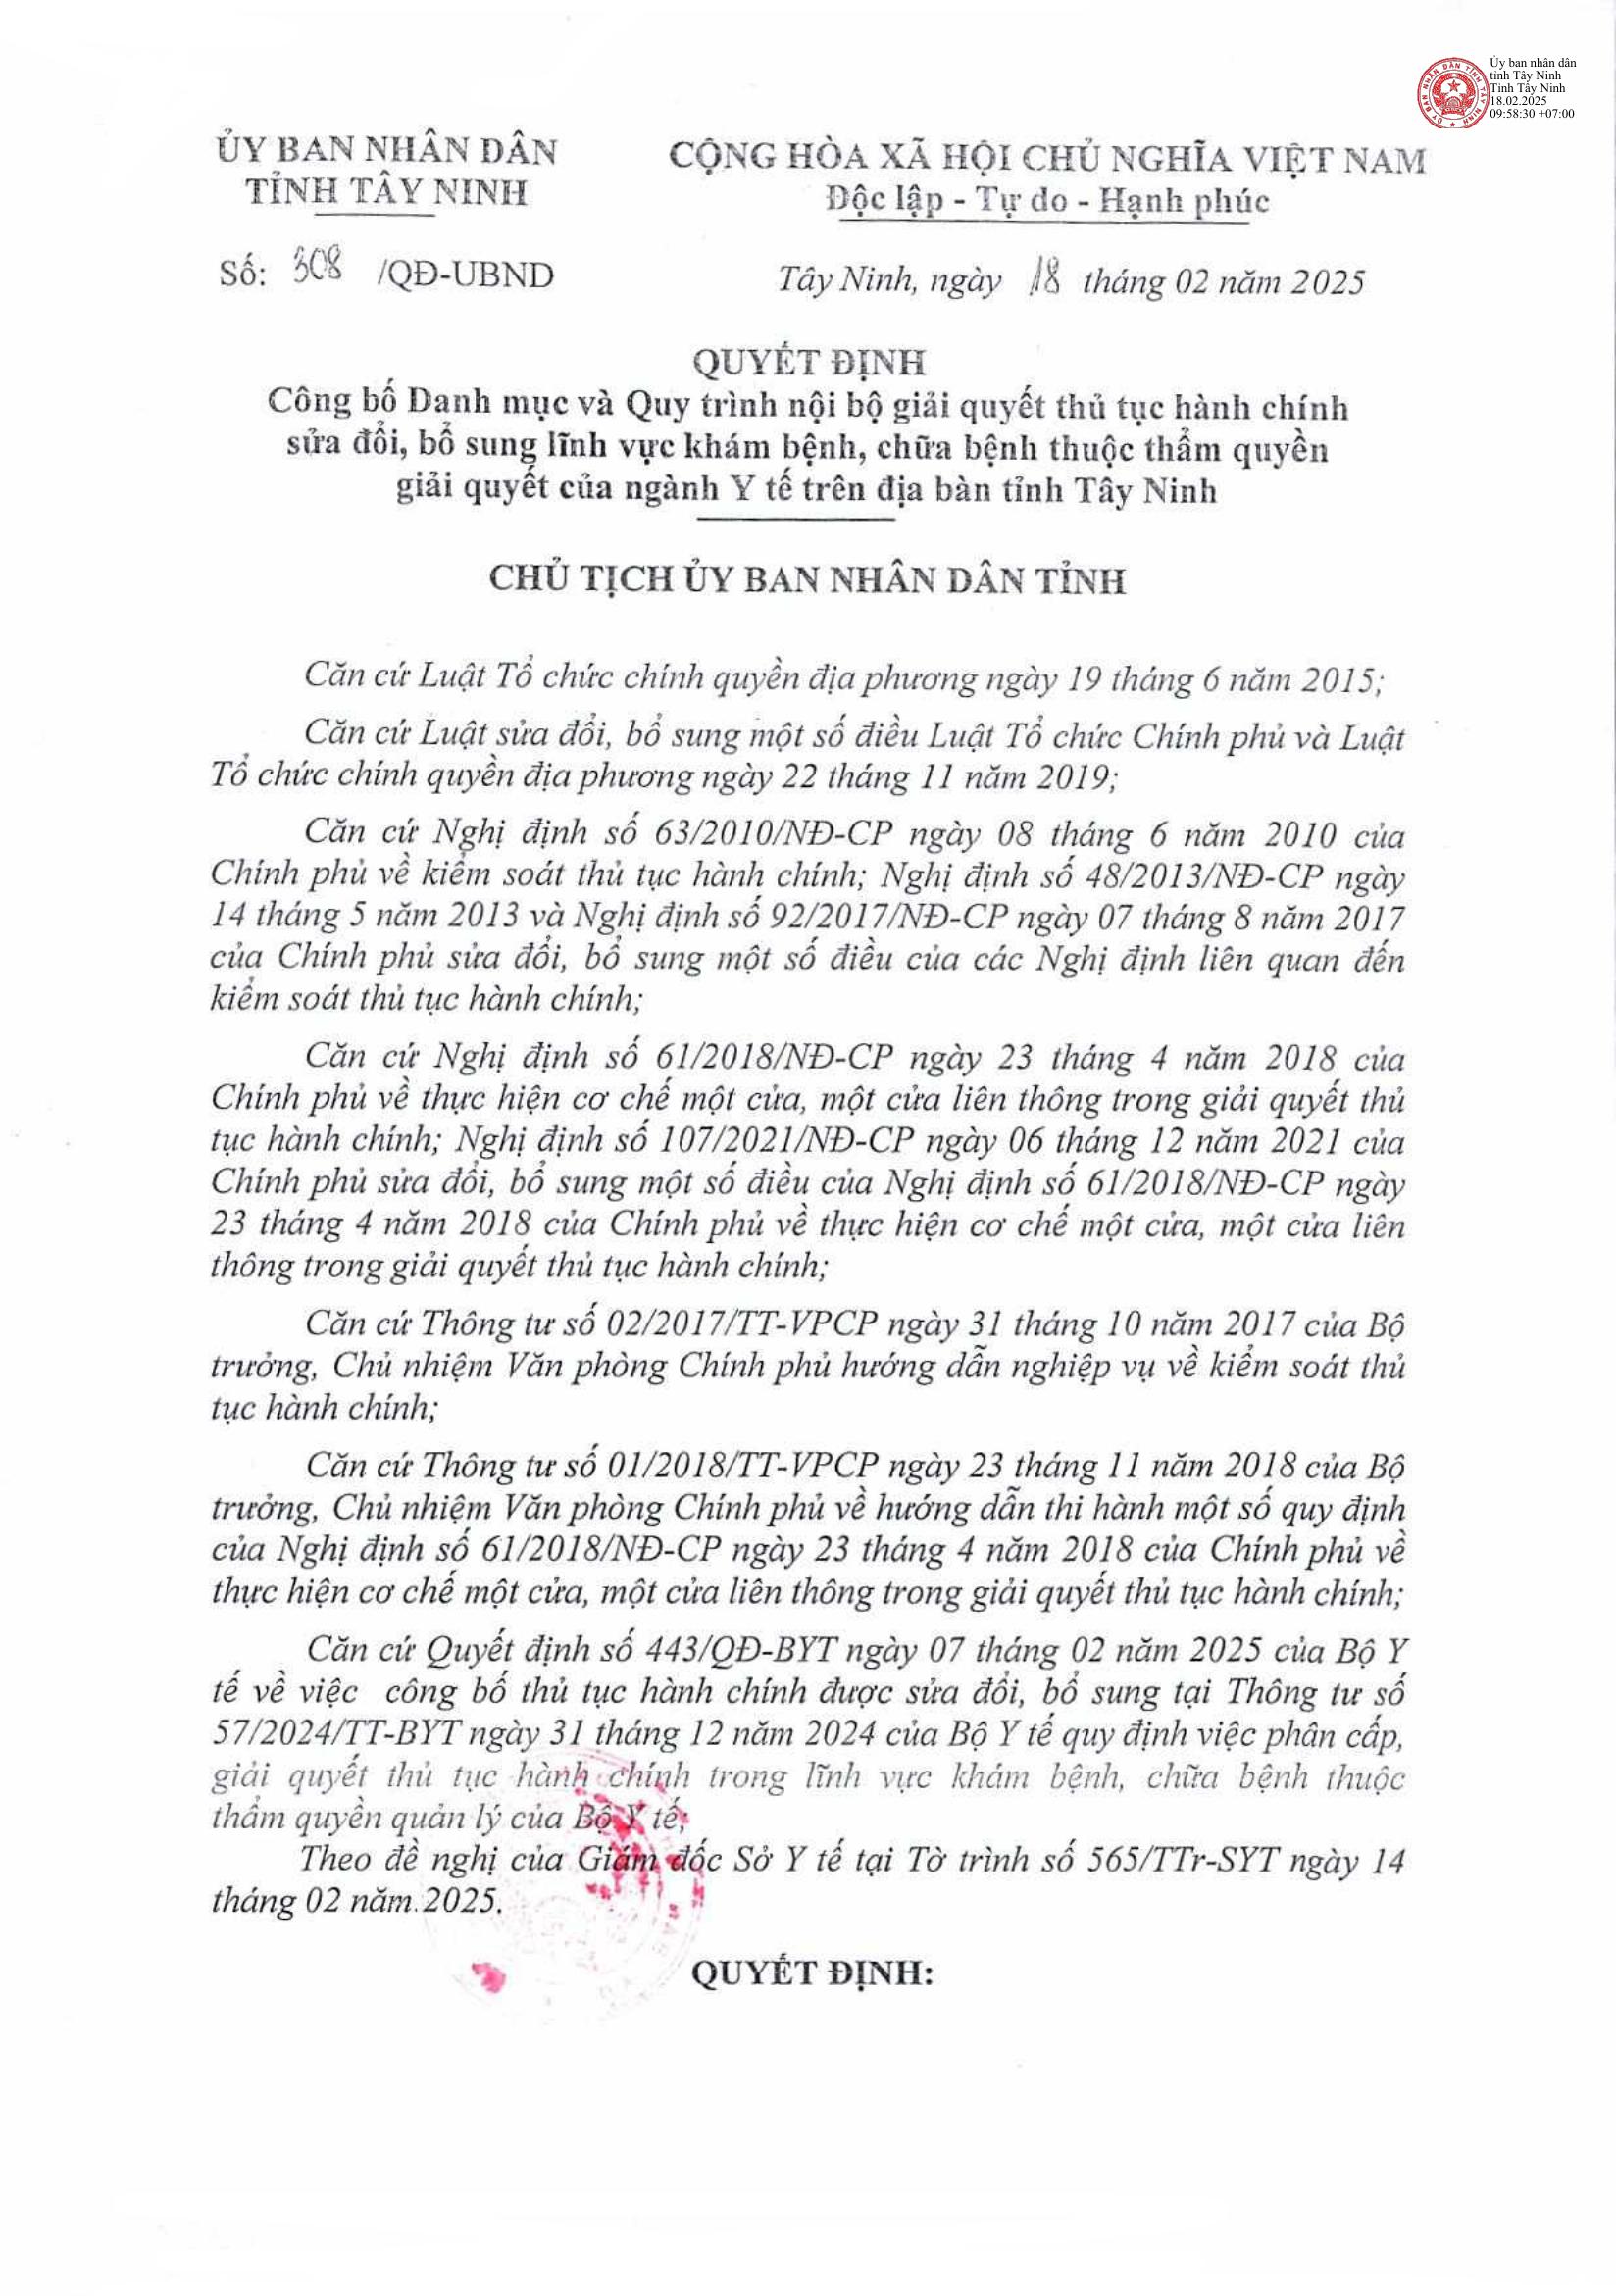 Ủy ban nhân dân
tỉnh Tây Ninh
Tỉnh Tây Ninh
18.02.2025
09:58:30 +07:00
ỦY BAN NHÂN DÂN
TỈNH TÂY NINH
CỘNG HÒA XÃ HỘI CHỦ NGHĨA VIỆT NAM
Độc lập - Tự do - Hạnh phúc
Số: 308 /QĐ-UBND
Tây Ninh, ngày 18 tháng 02 năm 2025
QUYẾT ĐỊNH
Công bố Danh mục và Quy trình nội bộ giải quyết thủ tục hành chính
sửa đổi, bổ sung lĩnh vực khám bệnh, chữa bệnh thuộc thẩm quyền
giải quyết của ngành Y tế trên địa bàn tỉnh Tây Ninh
CHỦ TỊCH ỦY BAN NHÂN DÂN TỈNH
Căn cứ Luật Tổ chức chính quyền địa phương ngày 19 tháng 6 năm 2015;
Căn cứ Luật sửa đổi, bổ sung một số điều Luật Tổ chức Chính phủ và Luật
Tổ chức chính quyền địa phương ngày 22 tháng 11 năm 2019;
Căn cứ Nghị định số 63/2010/NĐ-CP ngày 08 tháng 6 năm 2010 của
Chính phủ về kiểm soát thủ tục hành chính; Nghị định số 48/2013/NĐ-CP ngày
14 tháng 5 năm 2013 và Nghị định số 92/2017/NĐ-CP ngày 07 tháng 8 năm 2017
của Chính phủ sửa đổi, bổ sung một số điều của các Nghị định liên quan đến
kiểm soát thủ tục hành chính;
Căn cứ Nghị định số 61/2018/NĐ-CP ngày 23 tháng 4 năm 2018 của
Chính phủ về thực hiện cơ chế một cửa, một cửa liên thông trong giải quyết thủ
tục hành chính; Nghị định số 107/2021/NĐ-CP ngày 06 tháng 12 năm 2021 của
Chính phủ sửa đổi, bổ sung một số điều của Nghị định số 61/2018/NĐ-CP ngày
23 tháng 4 năm 2018 của Chính phủ về thực hiện cơ chế một cửa, một cửa liên
thông trong giải quyết thủ tục hành chính;
Căn cứ Thông tư số 02/2017/TT-VPCP ngày 31 tháng 10 năm 2017 của Bộ
trưởng, Chủ nhiệm Văn phòng Chính phủ hướng dẫn nghiệp vụ về kiểm soát thủ
tục hành chính;
Căn cứ Thông tư số 01/2018/TT-VPCP ngày 23 tháng 11 năm 2018 của Bộ
trưởng, Chủ nhiệm Văn phòng Chính phủ về hướng dẫn thi hành một số quy định
của Nghị định số 61/2018/NĐ-CP ngày 23 tháng 4 năm 2018 của Chính phủ về
thực hiện cơ chế một cửa, một cửa liên thông trong giải quyết thủ tục hành chính;
Căn cứ Quyết định số 443/QĐ-BYT ngày 07 tháng 02 năm 2025 của Bộ Y
tế về việc công bố thủ tục hành chính được sửa đổi, bổ sung tại Thông tư số
57/2024/TT-BYT ngày 31 tháng 12 năm 2024 của Bộ Y tế quy định việc phân cấp,
giải quyết thủ tục hành chính trong lĩnh vực khám bệnh, chữa bệnh thuộc
thẩm quyền quản lý của Bộ Y tế;
Theo đề nghị của Giám đốc Sở Y tế tại Tờ trình số 565/TTr-SYT ngày 14
tháng 02 năm 2025.
QUYẾT ĐỊNH: